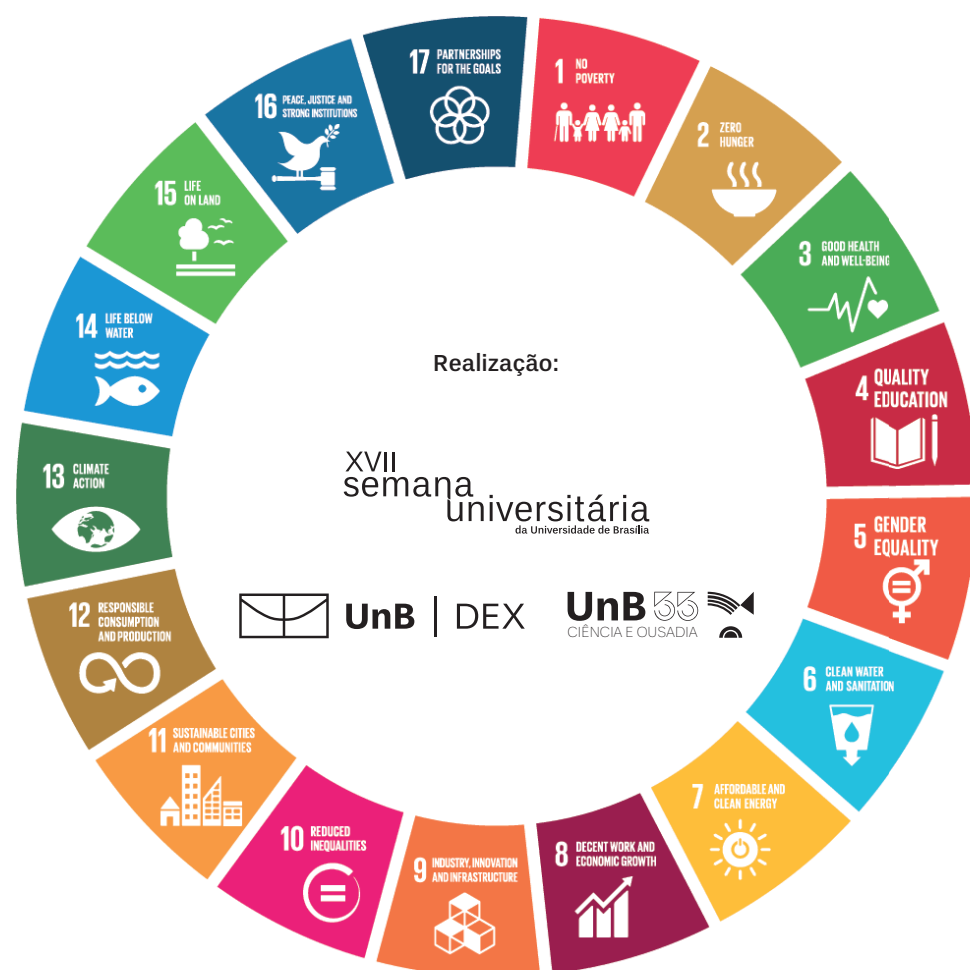 1 NO
POVERTY
2 ZERO
HUNGER
3 GOOD HEALTH
AND WELL-BEING
4 QUALITY
EDUCATION
5 GENDER
EQUALITY
6 CLEAN WATER
AND SANITATION
7 AFFORDABLE AND
CLEAN ENERGY
8 DECENT WORK AND
ECONOMIC GROWTH
9 INDUSTRY, INNOVATION
AND INFRASTRUCTURE
10 REDUCED
INEQUALITIES
11 SUSTAINABLE CITIES
AND COMMUNITIES
12 RESPONSIBLE
CONSUMPTION
AND PRODUCTION
13 CLIMATE
ACTION
14 LIFE BELOW
WATER
15 LIFE
ON LAND
16 PEACE, JUSTICE AND
STRONG INSTITUTIONS
17 PARTNERSHIPS
FOR THE GOALS
Realização:
XVII
semana
universitária
da Universidade de Brasília
UnB | DEX
UnB 55
CIÊNCIA E OUSADIA